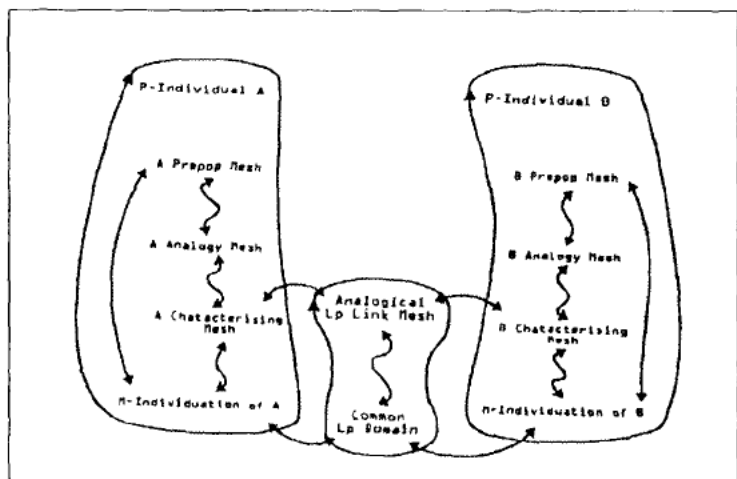 P-Individual A
A Prepop Mesh
A Analogy Mesh
A Chatacterising
Mesh
M-Individuation of A
Analogical
Lp Link Mesh
Common
Lp Domain
P-Individual B
B Prepop Mesh
B Analogy Mesh
B Chatacterising
Mesh
M-Individuation of B